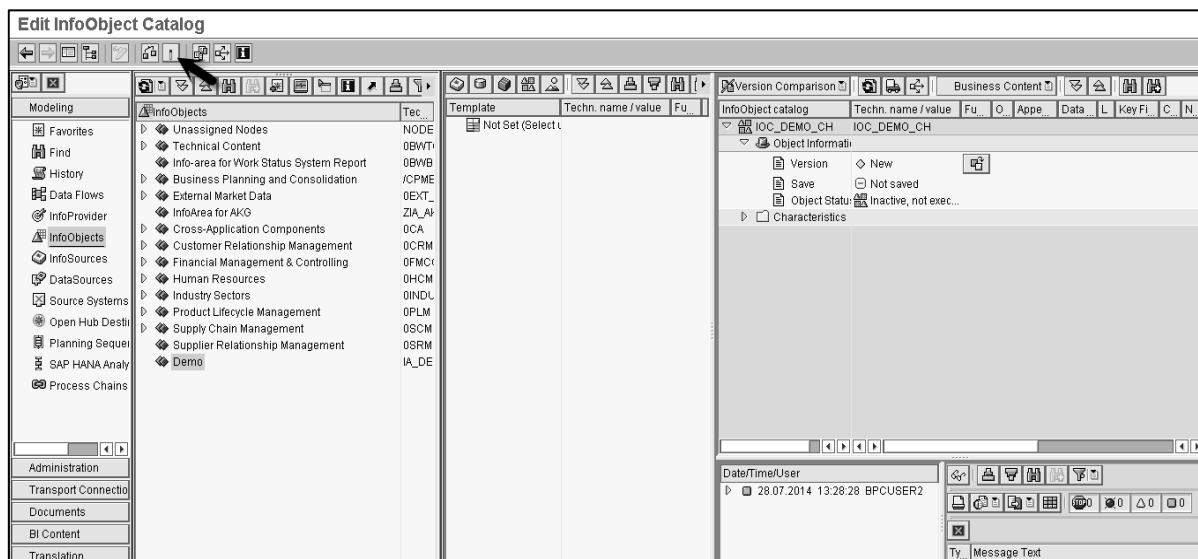 Edit InfoObject Catalog
Modeling
Favorites
Find
History
Data Flows
InfoProvider
InfoObjects
InfoSources
DataSources
Source Systems
Open Hub Desti
Planning Sequer
SAP HANA Analy
Process Chains
Administration
Transport Connectio
Documents
BI Content
Translation
InfoObjects Tec...
Unassigned Nodes NODE
Technical Content 0BWT
Info-area for Work Status System Report 0BWB
Business Planning and Consolidation /CPMB
External Market Data 0EXT_
InfoArea for AKG ZIA_AK
Cross-Application Components 0CA
Customer Relationship Management 0CRM
Financial Management & Controlling 0FMC
Human Resources 0HCM
Industry Sectors 0INDU
Product Lifecycle Management 0PLM
Supply Chain Management 0SCM
Supplier Relationship Management 0SRM
Demo IA_DE
Template Techn. name / value Fu...
Not Set (Select u
Version Comparison Business Content
InfoObject catalog Techn. name / value Fu... O... Appe... Data... L Key Fi... C... N
IOC_DEMO_CH IOC_DEMO_CH
Object Informati
Version New
Save Not saved
Object Statu: Inactive, not exec...
Characteristics
Date/Time/User
28.07.2014 13:28:28 BPCUSER2
0 0 0 0
Ty... Message Text